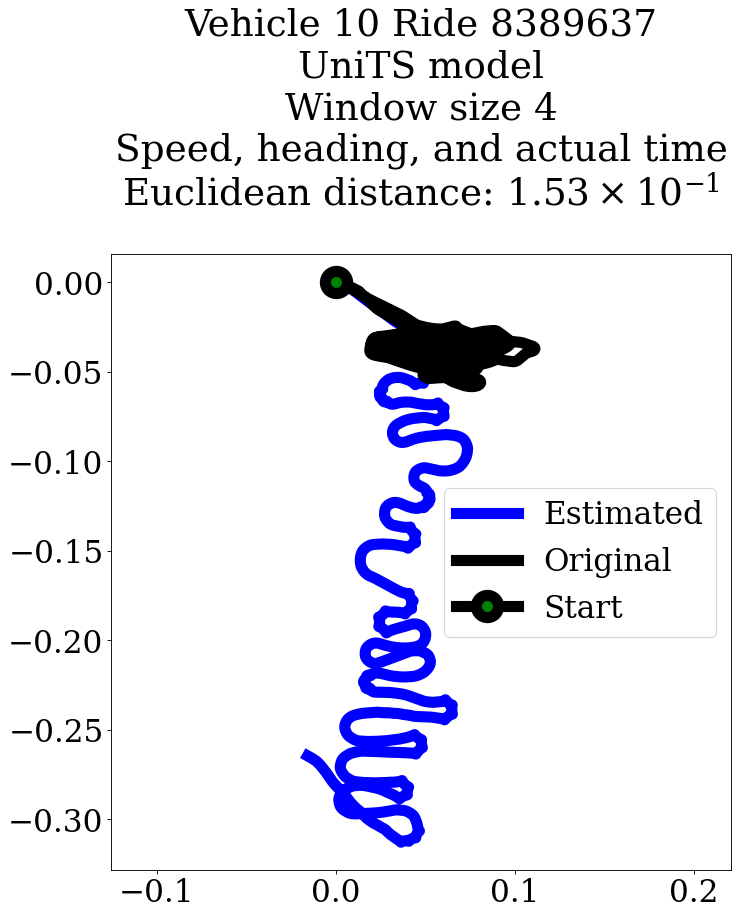 Vehicle 10 Ride 8389637
UniTS model
Window size 4
Speed, heading, and actual time
Euclidean distance: 1.53 × 10⁻¹
0.00
−0.05
−0.10
−0.15
−0.20
−0.25
−0.30
Estimated
Original
Start
−0.1 0.0 0.1 0.2